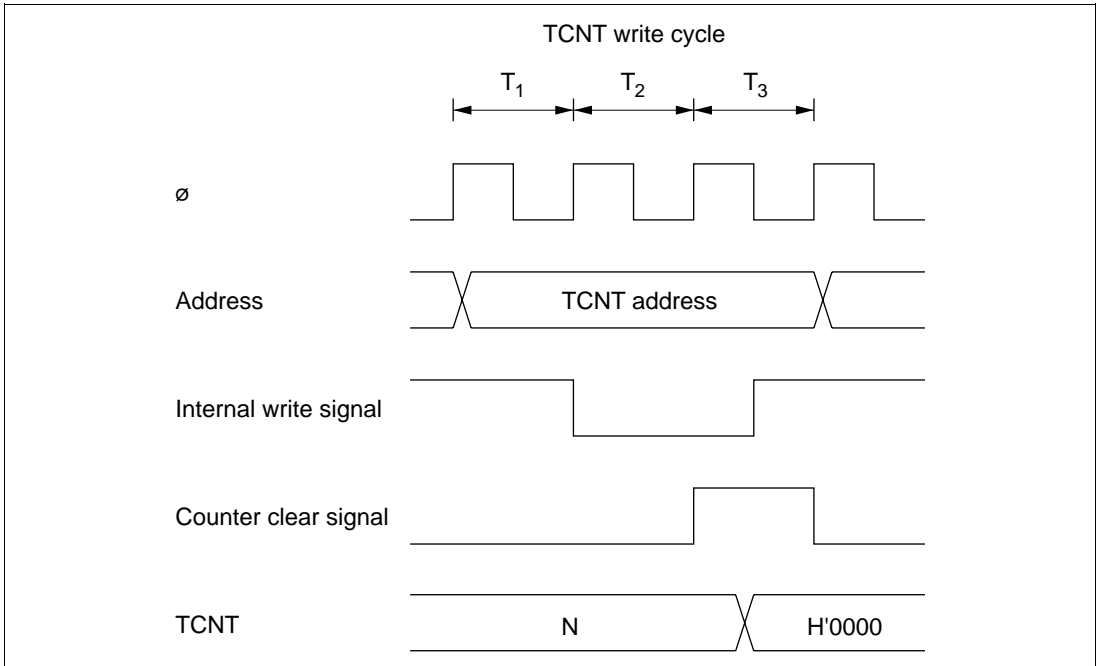 TCNT write cycle
T1 T2 T3
ø
Address TCNT address
Internal write signal
Counter clear signal
TCNT N H'0000